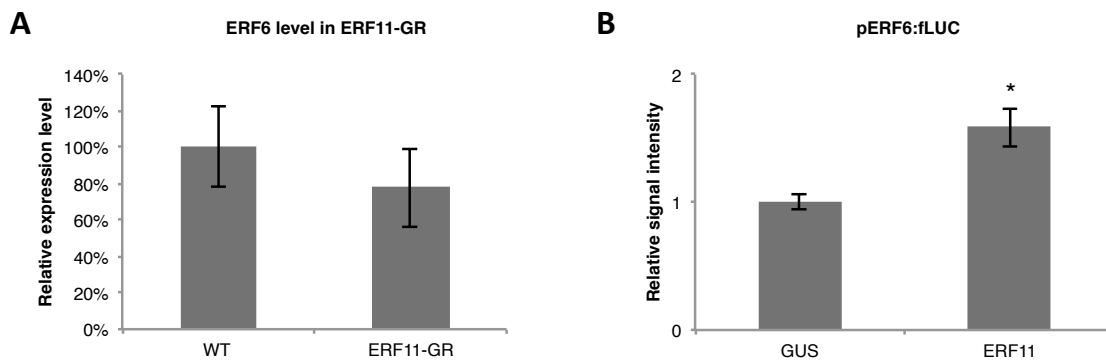 A
ERF6 level in ERF11-GR
Relative expression level
140%
120%
100%
80%
60%
40%
20%
0%
WT
ERF11-GR
B
pERF6:fLUC
Relative signal intensity
2
1
0
*
GUS
ERF11